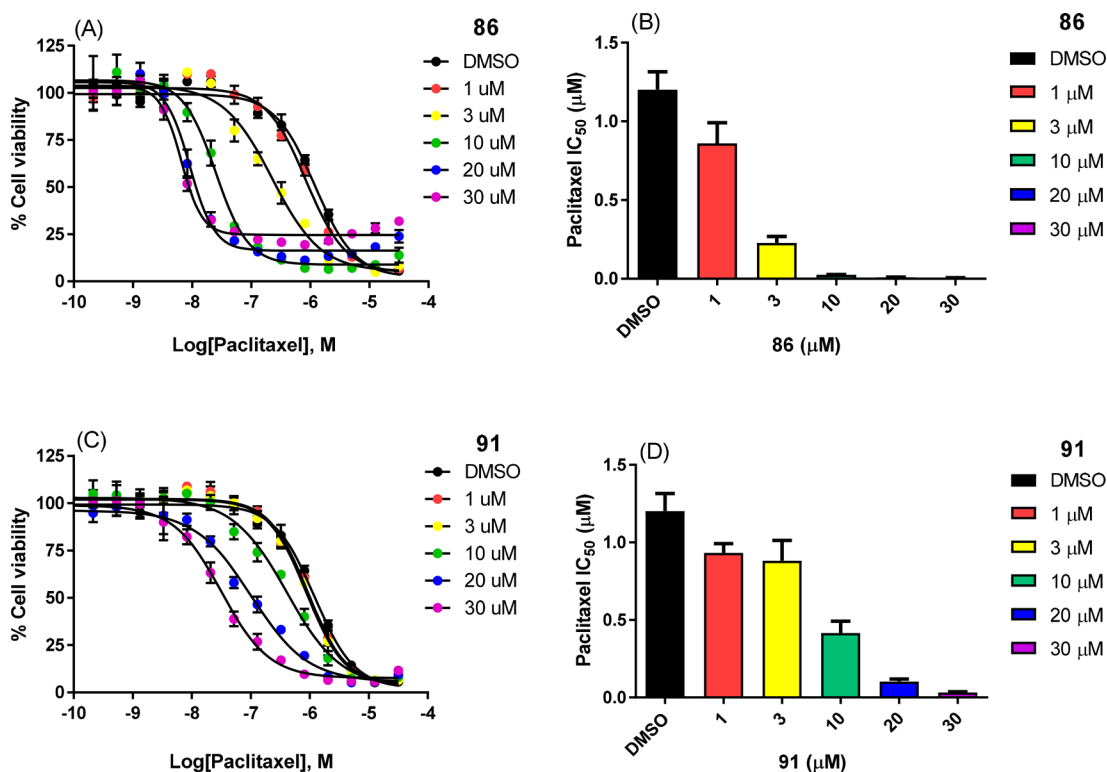 (A)
86
125
100
75
50
25
0
% Cell viability
-10
-9
-8
-7
-6
-5
-4
Log[Paclitaxel], M
DMSO
1 uM
3 uM
10 uM
20 uM
30 uM
(B)
86
1.5
1.0
0.5
0.0
Paclitaxel IC50 (μM)
DMSO
1
3
10
20
30
86 (μM)
DMSO
1 μM
3 μM
10 μM
20 μM
30 μM
(C)
91
125
100
75
50
25
0
% Cell viability
-10
-9
-8
-7
-6
-5
-4
Log[Paclitaxel], M
DMSO
1 uM
3 uM
10 uM
20 uM
30 uM
(D)
91
1.5
1.0
0.5
0.0
Paclitaxel IC50 (μM)
DMSO
1
3
10
20
30
91 (μM)
DMSO
1 μM
3 μM
10 μM
20 μM
30 μM